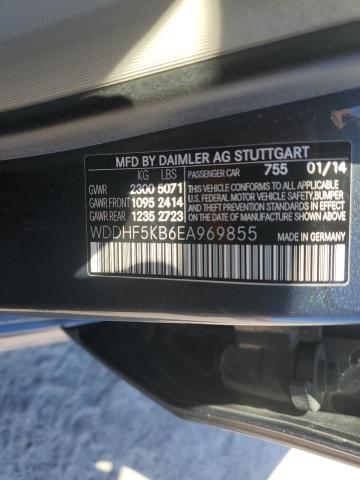 MFD BY DAIMLER AG STUTTGART
KG LBS PASSENGER CAR 755 01/14
GVWR 2300 5071 THIS VEHICLE CONFORMS TO ALL APPLICABLE
GAWR FRONT 1095 2414 U.S. FEDERAL MOTOR VEHICLE SAFETY, BUMPER,
GAWR REAR 1235 2723 AND THEFT PREVENTION STANDARDS IN EFFECT ON THE DATE OF MANUFACTURE SHOWN ABOVE.
WDDHF5KB6EA969855 MADE IN GERMANY